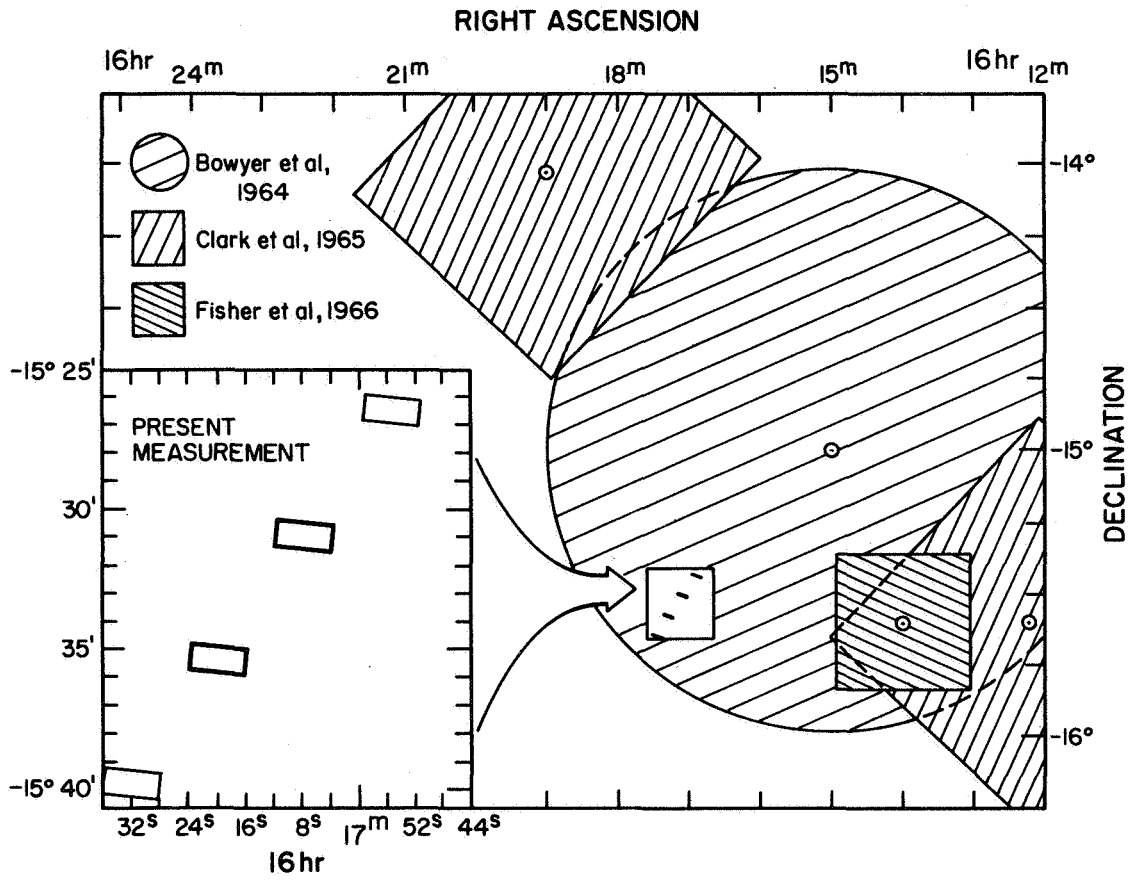 RIGHT ASCENSION
16hr 24ᵐ 21ᵐ 18ᵐ 15ᵐ 16hr 12ᵐ
Bowyer et al,
1964
Clark et al, 1965
Fisher et al, 1966
-14°
-15°
-16°
DECLINATION
-15° 25'
30'
35'
-15° 40'
PRESENT
MEASUREMENT
32ˢ 24ˢ 16ˢ 8ˢ 17ᵐ 52ˢ 44ˢ
16hr